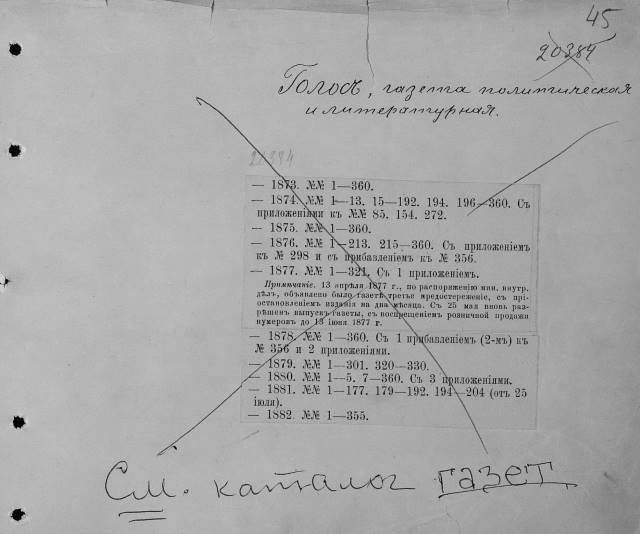 45
20384
Голосъ, газета политическая
и литературная.
20384
— 1873. №№ 1—360.
— 1874. №№ 1—13. 15—192. 194. 196—360. Съ
приложеніями къ №№ 85. 154. 272.
— 1875. №№ 1—360.
— 1876. №№ 1—213. 215—360. Съ приложеніемъ
къ № 298 и съ прибавленіемъ къ № 356.
— 1877. №№ 1—321. Съ 1 приложеніемъ.
Примѣчаніе. 13 апрѣля 1877 г., по распоряженію мин. внутр.
дѣлъ, объявлено было газетѣ третье предостереженіе, съ прі-
остановленіемъ изданія на два мѣсяца. Съ 25 мая вновь раз-
рѣшенъ выпускъ газеты, съ воспрещеніемъ розничной продажи
нумеровъ до 13 іюня 1877 г.
— 1878. №№ 1—360. Съ 1 прибавленіемъ (2-мъ) къ
№ 356 и 2 приложеніями.
— 1879. №№ 1—301. 320—330.
— 1880. №№ 1—5. 7—360. Съ 3 приложеніями.
— 1881. №№ 1—177. 179—192. 194—204 (отъ 25
іюля).
— 1882. №№ 1—355.
См. каталог газет